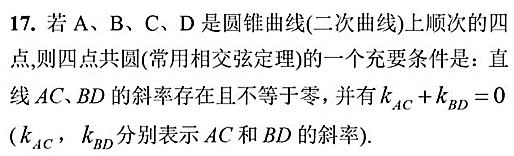 17. 若 A、B、C、D 是圆锥曲线(二次曲线)上顺次的四
点,则四点共圆(常用相交弦定理)的一个充要条件是：直
线 AC、BD 的斜率存在且不等于零，并有 k_{AC} + k_{BD} = 0
(k_{AC}，k_{BD} 分别表示 AC 和 BD 的斜率).